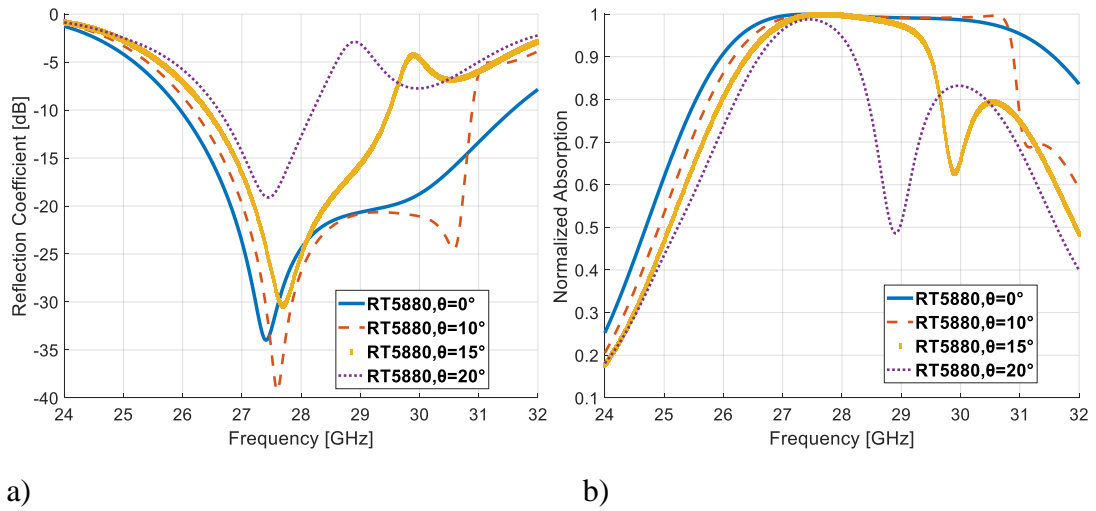 0
-5
-10
-15
-20
-25
-30
-35
-40
24
25
26
27
28
29
30
31
32
Reflection Coefficient [dB]
Frequency [GHz]
RT5880,θ=0°
RT5880,θ=10°
RT5880,θ=15°
RT5880,θ=20°
a)
1
0.9
0.8
0.7
0.6
0.5
0.4
0.3
0.2
0.1
24
25
26
27
28
29
30
31
32
Normalized Absorption
Frequency [GHz]
RT5880,θ=0°
RT5880,θ=10°
RT5880,θ=15°
RT5880,θ=20°
b)